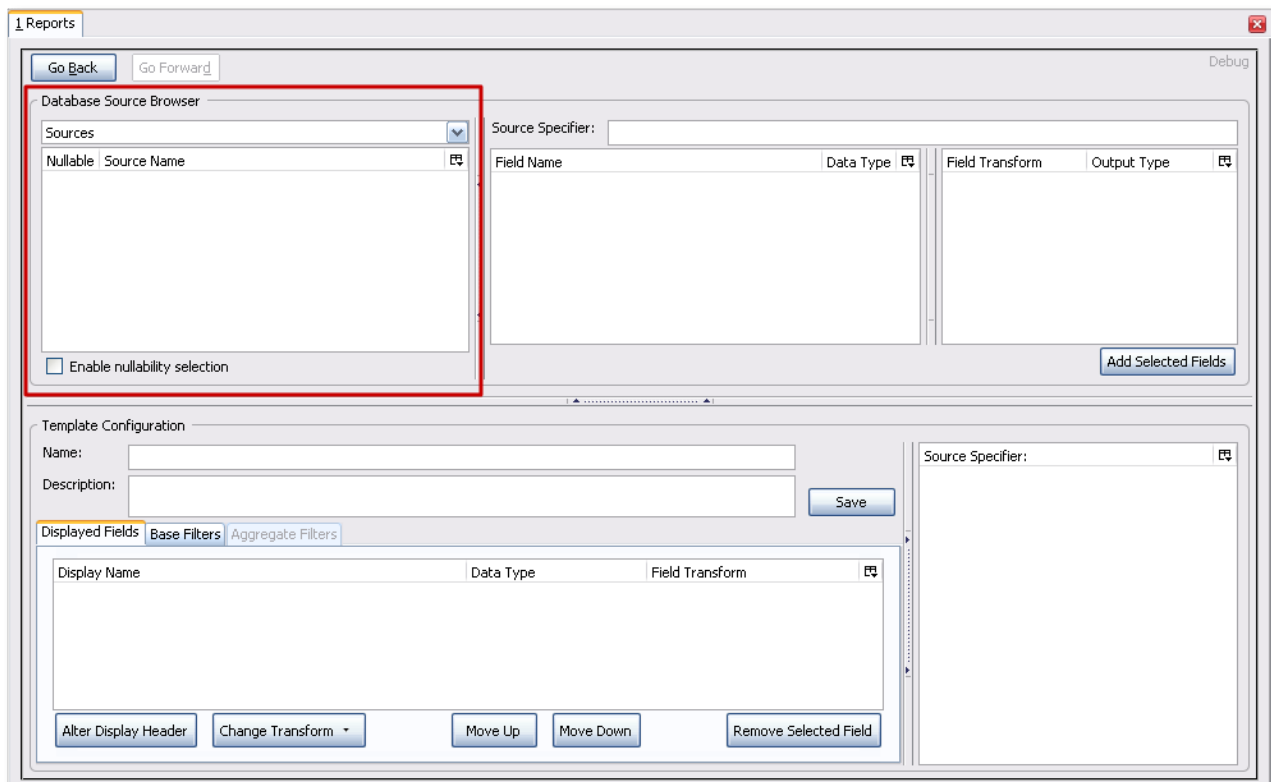 1 Reports
Go Back Go Forward Debug
Database Source Browser
Sources Source Specifier:
Nullable Source Name Field Name Data Type Field Transform Output Type
Enable nullability selection Add Selected Fields
Template Configuration
Name: Source Specifier:
Description:
Save
Displayed Fields Base Filters Aggregate Filters
Display Name Data Type Field Transform
Alter Display Header Change Transform Move Up Move Down Remove Selected Field